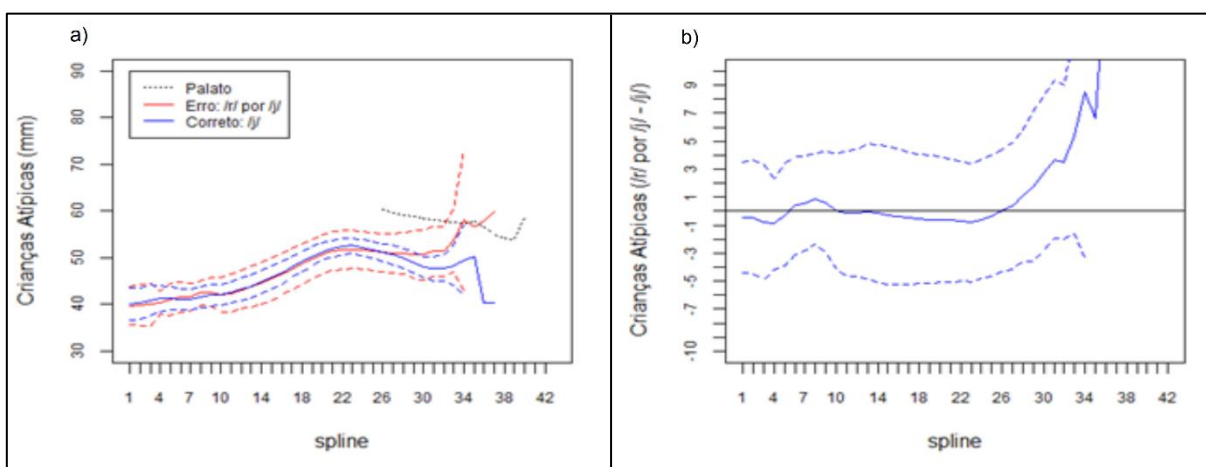 a)
Crianças Atípicas (mm)
90
80
70
60
50
40
30
Palato
Erro: /r/ por /j/
Correto: /j/
1 4 7 10 14 18 22 26 30 34 38 42
spline
b)
Crianças Atípicas (/r/ por /j/ - /j/)
9
7
5
3
1
-1
-3
-5
-7
-10
1 4 7 10 14 18 22 26 30 34 38 42
spline